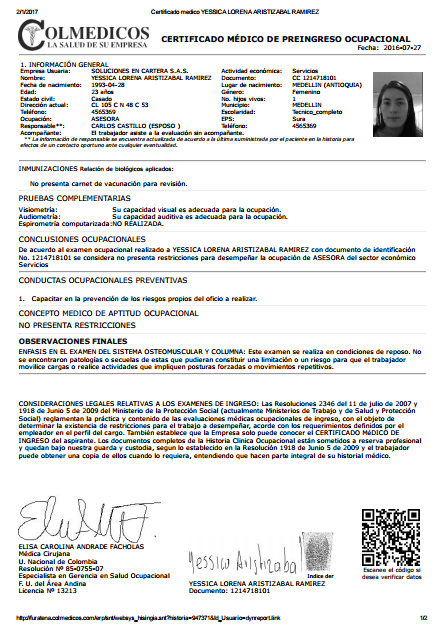 2/1/2017 Certificado medico YESSICA LORENA ARISTIZABAL RAMIREZ
COLMEDICOS
LA SALUD DE SU EMPRESA
CERTIFICADO MÉDICO DE PREINGRESO OCUPACIONAL
Fecha: 2016-07-27
1. INFORMACIÓN GENERAL
Empresa Usuaria: SOLUCIONES EN CARTERA S.A.S. Actividad económica: Servicios
Nombre: YESSICA LORENA ARISTIZABAL RAMIREZ Documento: CC 1214718101
Fecha de nacimiento: 1993-04-28 Lugar de nacimiento: MEDELLIN (ANTIOQUIA)
Edad: 23 años Género: Femenino
Estado civil: Casado No. hijos vivos: 1
Dirección actual: CL 105 C N 48 C 53 Municipio: MEDELLIN
Teléfono: 4565369 Escolaridad: Tecnico_completo
Ocupación: ASESORA EPS: Sura
Responsable**: CARLOS CASTILLO (ESPOSO ) Teléfono: 4565369
Acompañante: El trabajador asiste a la evaluación sin acompañante.
** La información de responsable se encuentra actualizada de acuerdo a la última suministrada por el paciente en la historia para
efectos de un contacto oportuno ante cualquier eventualidad.
INMUNIZACIONES Relación de biológicos aplicados:
No presenta carnet de vacunación para revisión.
PRUEBAS COMPLEMENTARIAS
Visiometría: Su capacidad visual es adecuada para la ocupación.
Audiometría: Su capacidad auditiva es adecuada para la ocupación.
Espirometría computarizada:NO REALIZADA.
CONCLUSIONES OCUPACIONALES
De acuerdo al examen ocupacional realizado a YESSICA LORENA ARISTIZABAL RAMIREZ con documento de identificación
No. 1214718101 se considera no presenta restricciones para desempeñar la ocupación de ASESORA del sector económico
Servicios
CONDUCTAS OCUPACIONALES PREVENTIVAS
1. Capacitar en la prevención de los riesgos propios del oficio a realizar.
CONCEPTO MEDICO DE APTITUD OCUPACIONAL
NO PRESENTA RESTRICCIONES
OBSERVACIONES FINALES
ENFASIS EN EL EXAMEN DEL SISTEMA OSTEOMUSCULAR Y COLUMNA: Este examen se realiza en condiciones de reposo. No
se encontraron patologías o secuelas de estas que puedan constituir una limitación o un riesgo para que el trabajador
movilice cargas o realice actividades que impliquen posturas forzadas o movimientos repetitivos.
CONSIDERACIONES LEGALES RELATIVAS A LOS EXAMENES DE INGRESO: Las Resoluciones 2346 del 11 de julio de 2007 y
1918 de Junio 5 de 2009 del Ministerio de la Protección Social (actualmente Ministerios de Trabajo y de Salud y Protección
Social) reglamentan la práctica y contenido de las evaluaciones médicas ocupacionales de ingreso, con el objeto de
determinar la existencia de restricciones para el trabajo a desempeñar, acorde con los requerimientos definidos por el
empleador en el perfil del cargo. También establece que la Empresa solo puede conocer el CERTIFICADO MéDICO DE
INGRESO del aspirante. Los documentos completos de la Historia Clínica Ocupacional están sometidos a reserva profesional
y quedan bajo nuestra guarda y custodia, según lo establecido en la Resolución 1918 de Junio 5 de 2009 y el trabajador
puede obtener una copia de ellos cuando lo requiera, entendiendo que hacen parte integral de su historial médico.
ELISA CAROLINA ANDRADE FACHOLAS
Médica Cirujana
U. Nacional de Colombia
Resolución Nº 85-0755-07
Especialista en Gerencia en Salud Ocupacional
F. U. del Área Andina
Licencia Nº 13213
Yessica Aristizabal
Indice der
YESSICA LORENA ARISTIZABAL RAMIREZ
Documento: 1214718101
Escanee el código si
desea verificar datos
http://furatena.colmedicos.com/erp/snt/websys_hisingia.snt?historia=947371&Id_Usuario=dynreport.link 1/2